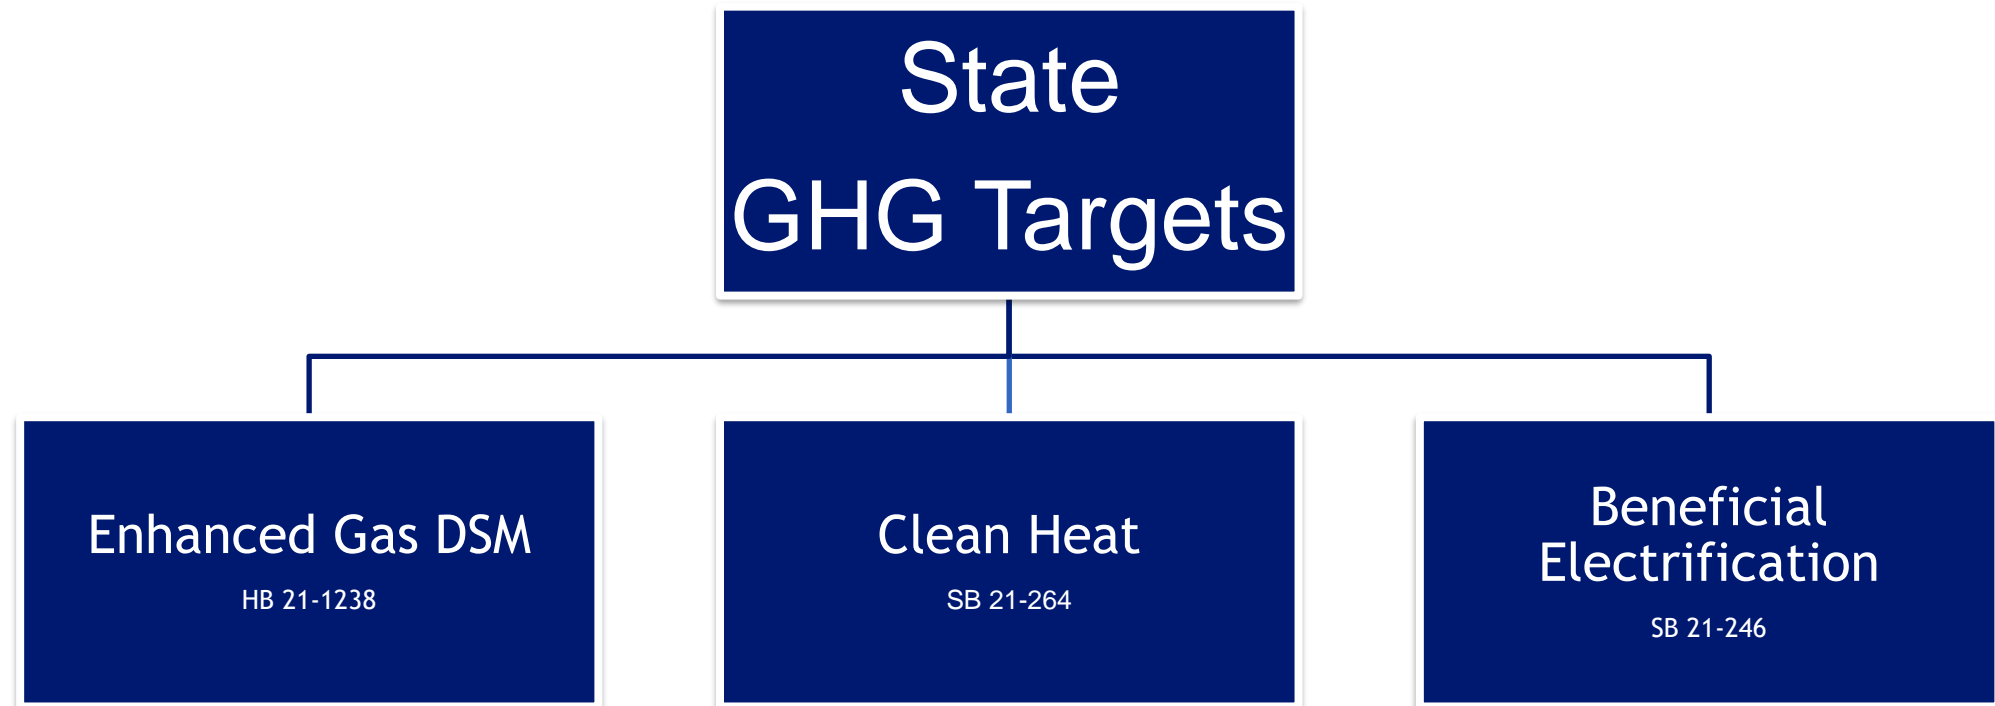 State
GHG Targets
Enhanced Gas DSM
HB 21-1238
Clean Heat
SB 21-264
Beneficial
Electrification
SB 21-246